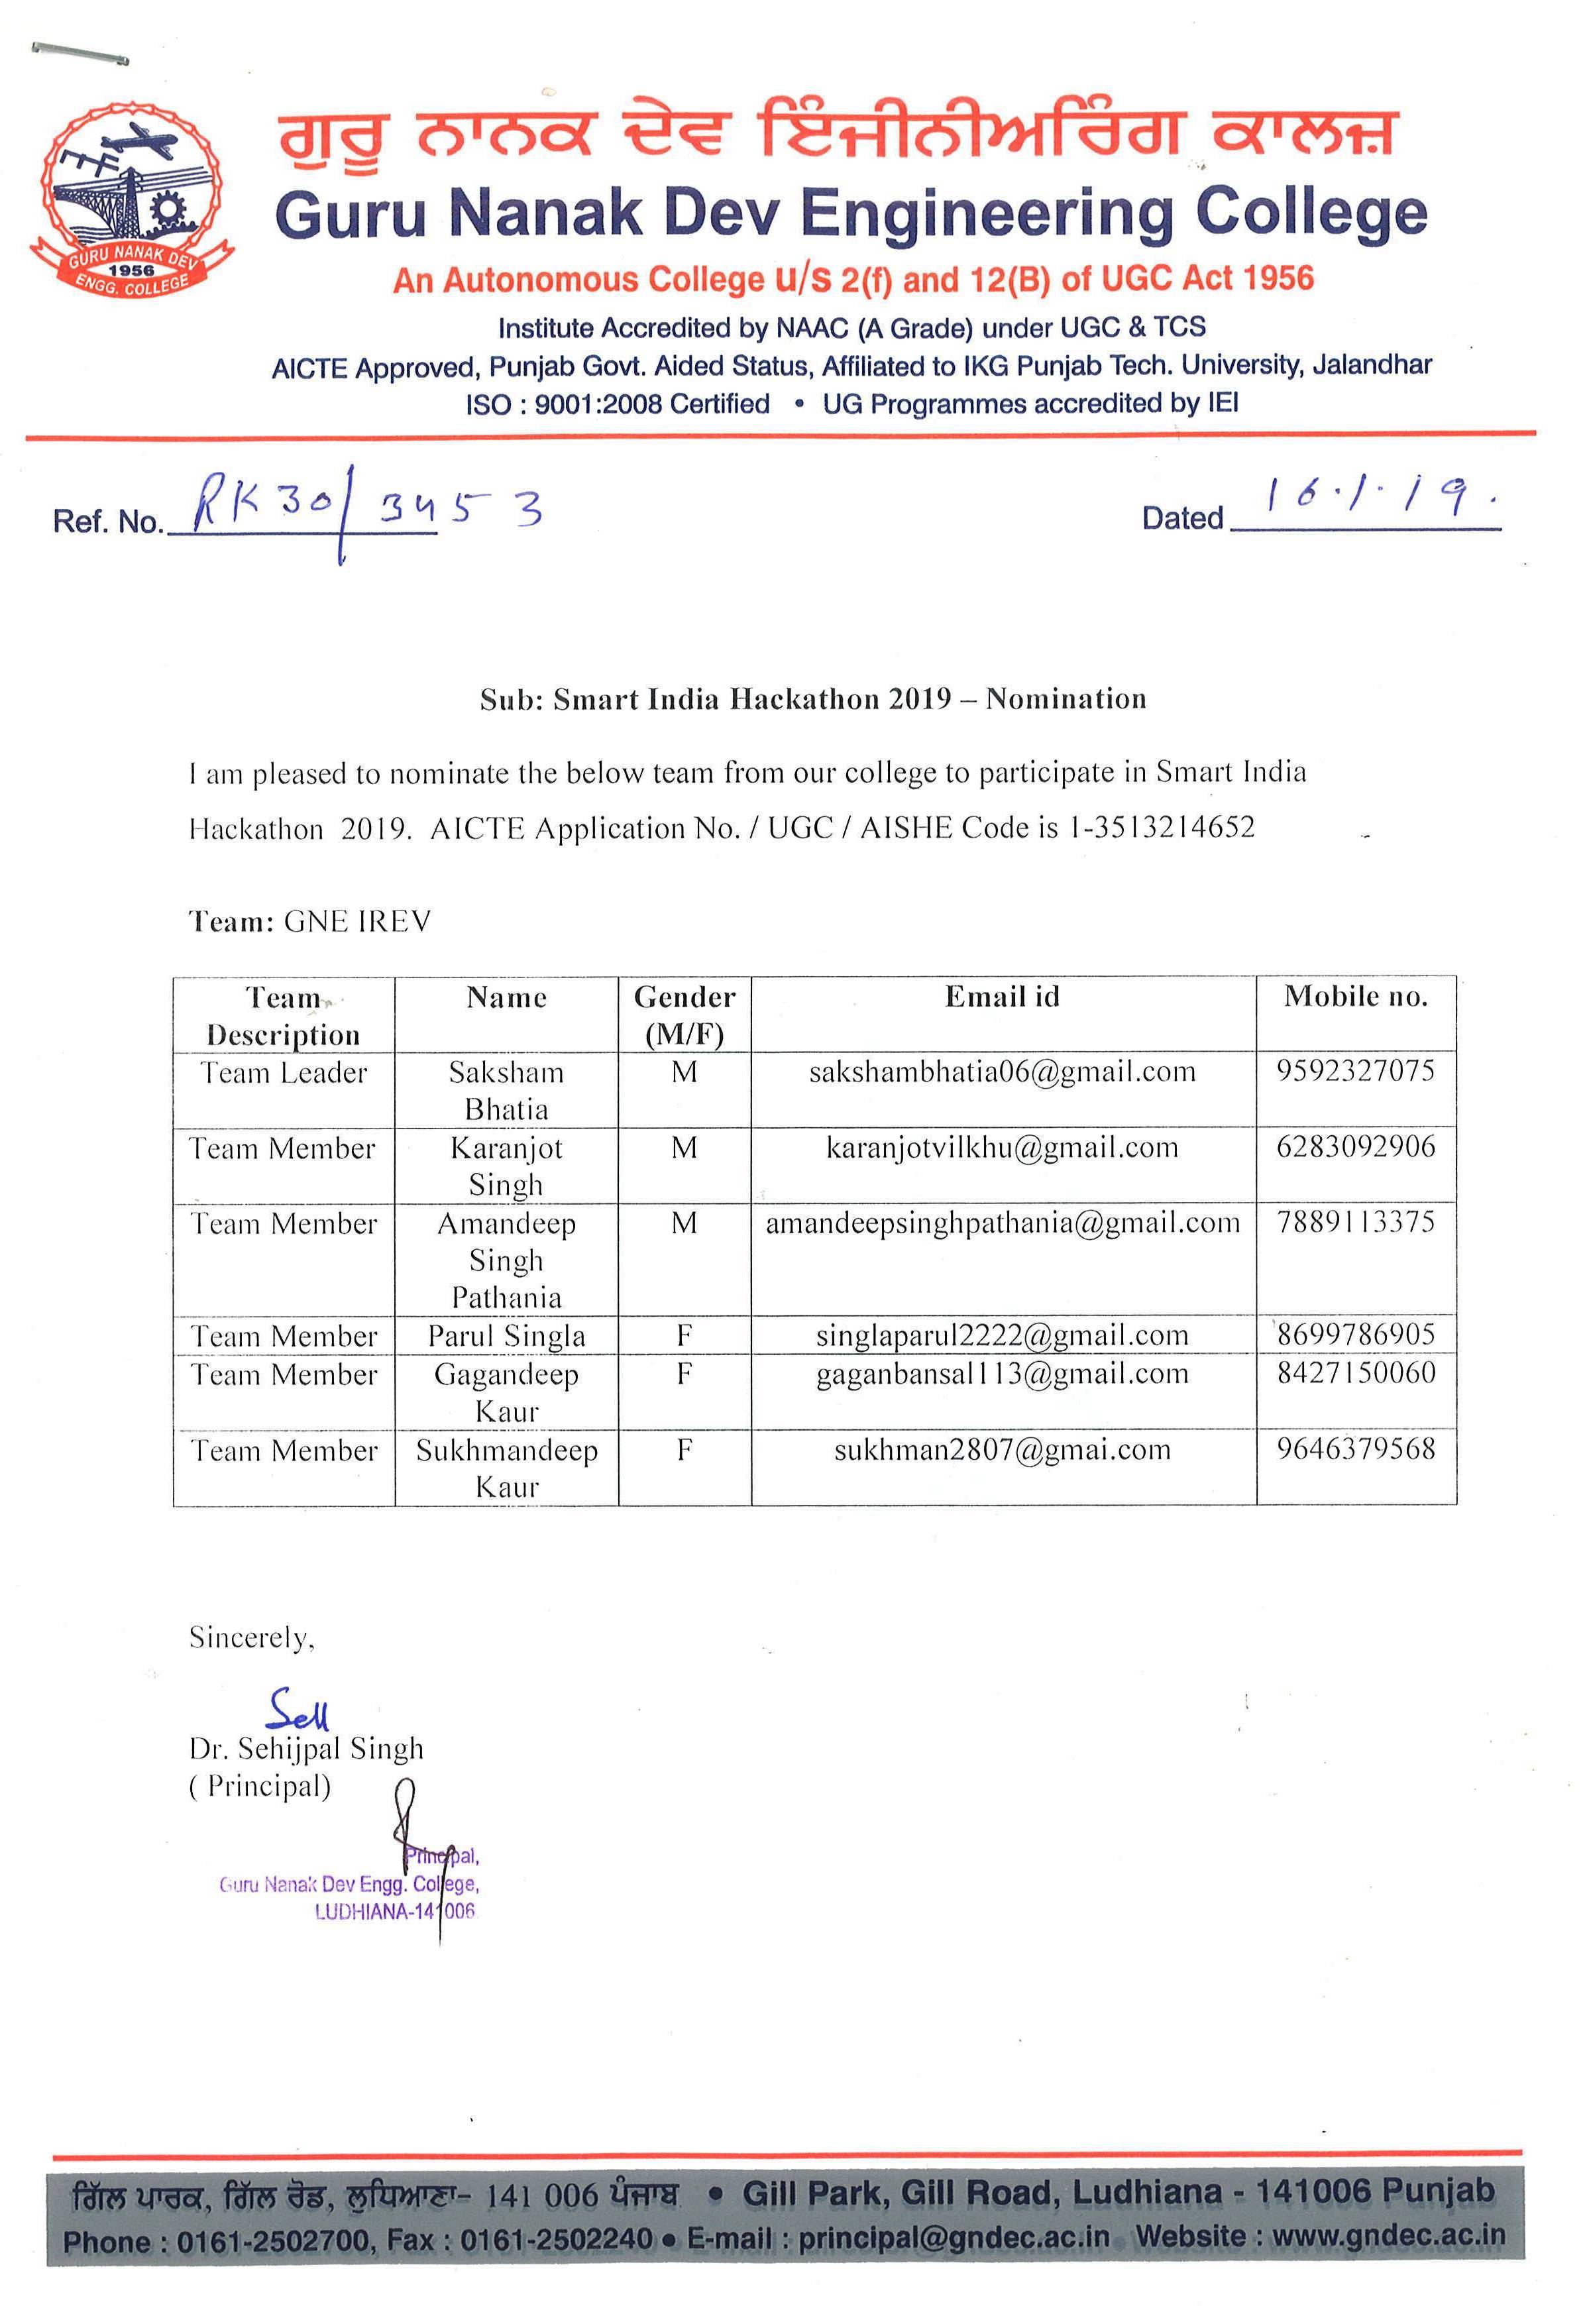 ਗੁਰੂ ਨਾਨਕ ਦੇਵ ਇੰਜੀਨੀਅਰਿੰਗ ਕਾਲਜ਼
Guru Nanak Dev Engineering College
An Autonomous College u/s 2(f) and 12(B) of UGC Act 1956
Institute Accredited by NAAC (A Grade) under UGC & TCS
AICTE Approved, Punjab Govt. Aided Status, Affiliated to IKG Punjab Tech. University, Jalandhar
ISO : 9001:2008 Certified • UG Programmes accredited by IEI
GURU NANAK DEV
1956
ENGG. COLLEGE
Ref. No. RK30/3453 Dated 16.1.19.
Sub: Smart India Hackathon 2019 – Nomination
I am pleased to nominate the below team from our college to participate in Smart India
Hackathon 2019. AICTE Application No. / UGC / AISHE Code is 1-3513214652
Team: GNE IREV
Team Description Name Gender (M/F) Email id Mobile no.
Team Leader Saksham Bhatia M sakshambhatia06@gmail.com 9592327075
Team Member Karanjot Singh M karanjotvilkhu@gmail.com 6283092906
Team Member Amandeep Singh Pathania M amandeepsinghpathania@gmail.com 7889113375
Team Member Parul Singla F singlaparul2222@gmail.com 8699786905
Team Member Gagandeep Kaur F gaganbansal113@gmail.com 8427150060
Team Member Sukhmandeep Kaur F sukhman2807@gmai.com 9646379568
Sincerely,
Dr. Sehijpal Singh
( Principal)
Principal,
Guru Nanak Dev Engg. College,
LUDHIANA-141006
ਗਿੱਲ ਪਾਰਕ, ਗਿੱਲ ਰੋਡ, ਲੁਧਿਆਣਾ– 141 006 ਪੰਜਾਬ • Gill Park, Gill Road, Ludhiana - 141006 Punjab
Phone : 0161-2502700, Fax : 0161-2502240 • E-mail : principal@gndec.ac.in Website : www.gndec.ac.in